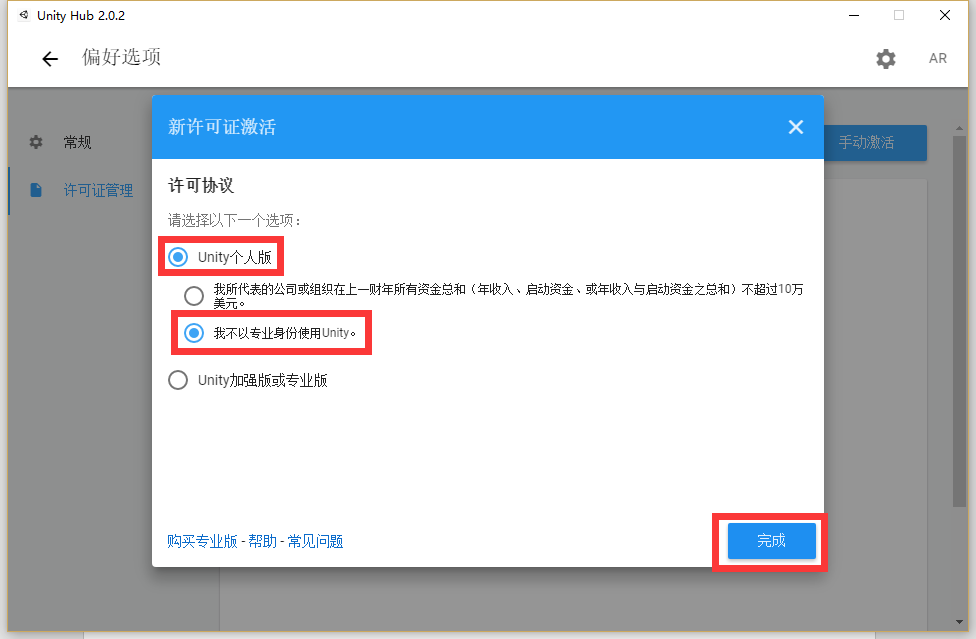 Unity Hub 2.0.2
偏好选项
AR
常规
许可证管理
手动激活
新许可证激活
许可协议
请选择以下一个选项：
Unity个人版
我所代表的公司或组织在上一财年所有资金总和（年收入、启动资金、或年收入与启动资金之总和）不超过10万
美元。
我不以专业身份使用Unity。
Unity加强版或专业版
购买专业版 - 帮助 - 常见问题
完成